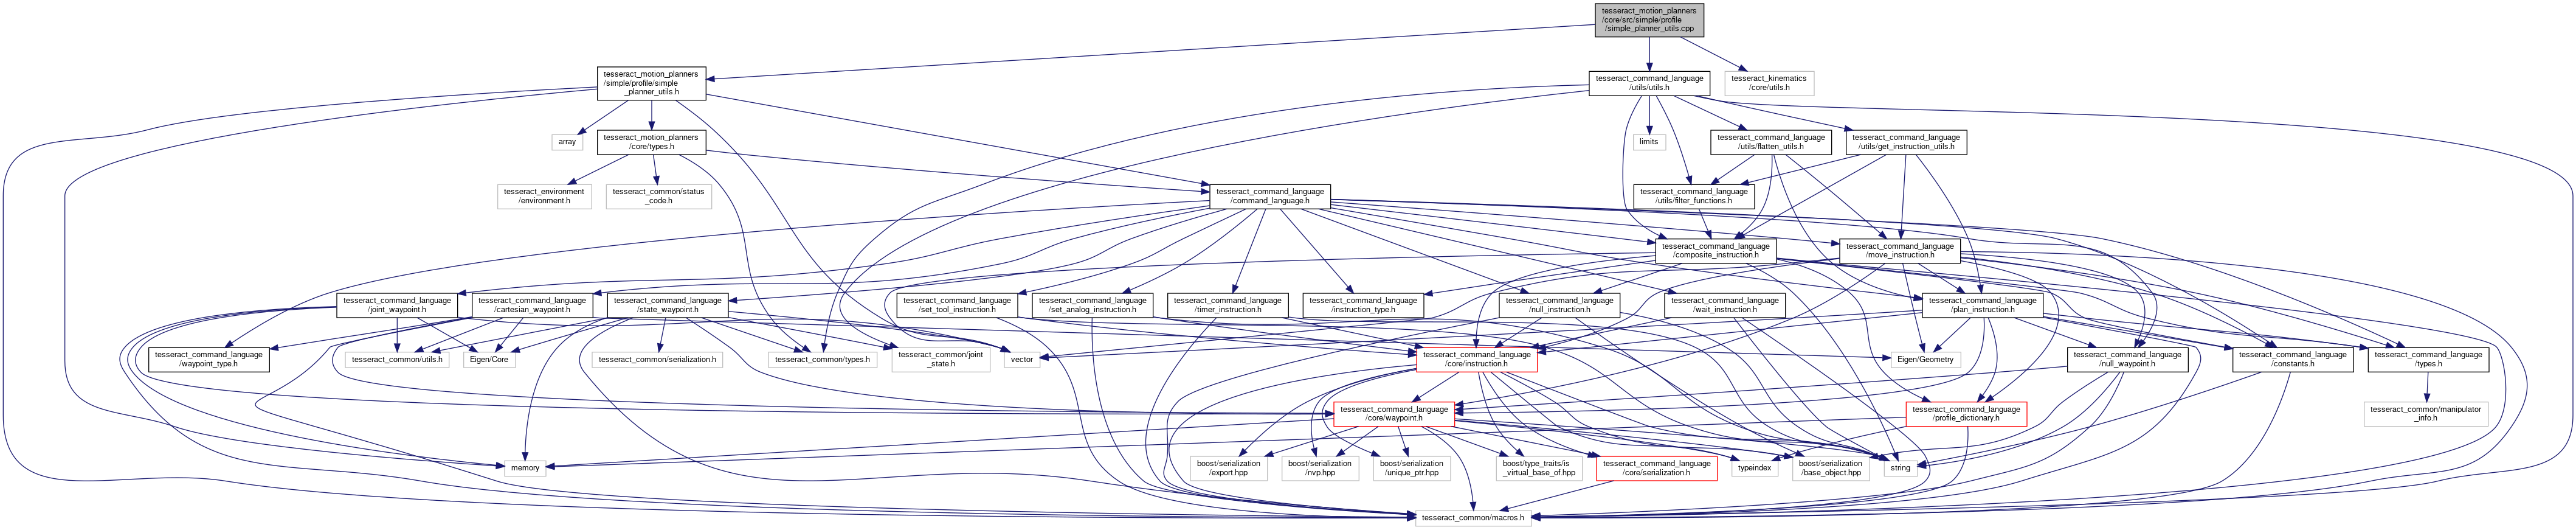 tesseract_motion_planners
/core/src/simple/profile
/simple_planner_utils.cpp
tesseract_motion_planners
/simple/profile/simple
_planner_utils.h
tesseract_command_language
/utils/utils.h
tesseract_kinematics
/core/utils.h
array
tesseract_motion_planners
/core/types.h
limits
tesseract_command_language
/utils/flatten_utils.h
tesseract_command_language
/utils/get_instruction_utils.h
tesseract_environment
/environment.h
tesseract_common/status
_code.h
tesseract_command_language
/command_language.h
tesseract_command_language
/utils/filter_functions.h
tesseract_command_language
/composite_instruction.h
tesseract_command_language
/move_instruction.h
tesseract_command_language
/joint_waypoint.h
tesseract_command_language
/cartesian_waypoint.h
tesseract_command_language
/state_waypoint.h
tesseract_command_language
/set_tool_instruction.h
tesseract_command_language
/set_analog_instruction.h
tesseract_command_language
/timer_instruction.h
tesseract_command_language
/instruction_type.h
tesseract_command_language
/null_instruction.h
tesseract_command_language
/wait_instruction.h
tesseract_command_language
/plan_instruction.h
tesseract_command_language
/waypoint_type.h
tesseract_common/utils.h
Eigen/Core
tesseract_common/serialization.h
tesseract_common/types.h
tesseract_common/joint
_state.h
vector
tesseract_command_language
/core/instruction.h
Eigen/Geometry
tesseract_command_language
/null_waypoint.h
tesseract_command_language
/constants.h
tesseract_command_language
/types.h
tesseract_command_language
/core/waypoint.h
tesseract_command_language
/profile_dictionary.h
tesseract_common/manipulator
_info.h
memory
boost/serialization
/export.hpp
boost/serialization
/nvp.hpp
boost/serialization
/unique_ptr.hpp
boost/type_traits/is
_virtual_base_of.hpp
tesseract_command_language
/core/serialization.h
typeindex
boost/serialization
/base_object.hpp
string
tesseract_common/macros.h